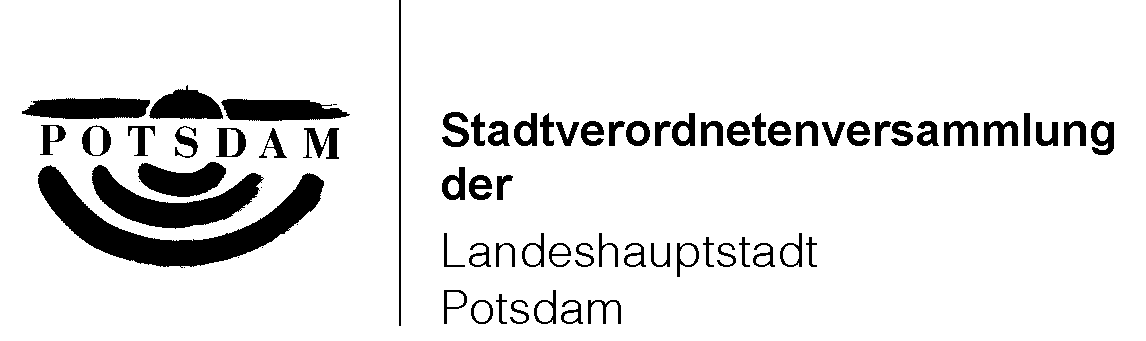 POTSDAM
Stadtverordnetenversammlung
der
Landeshauptstadt
Potsdam